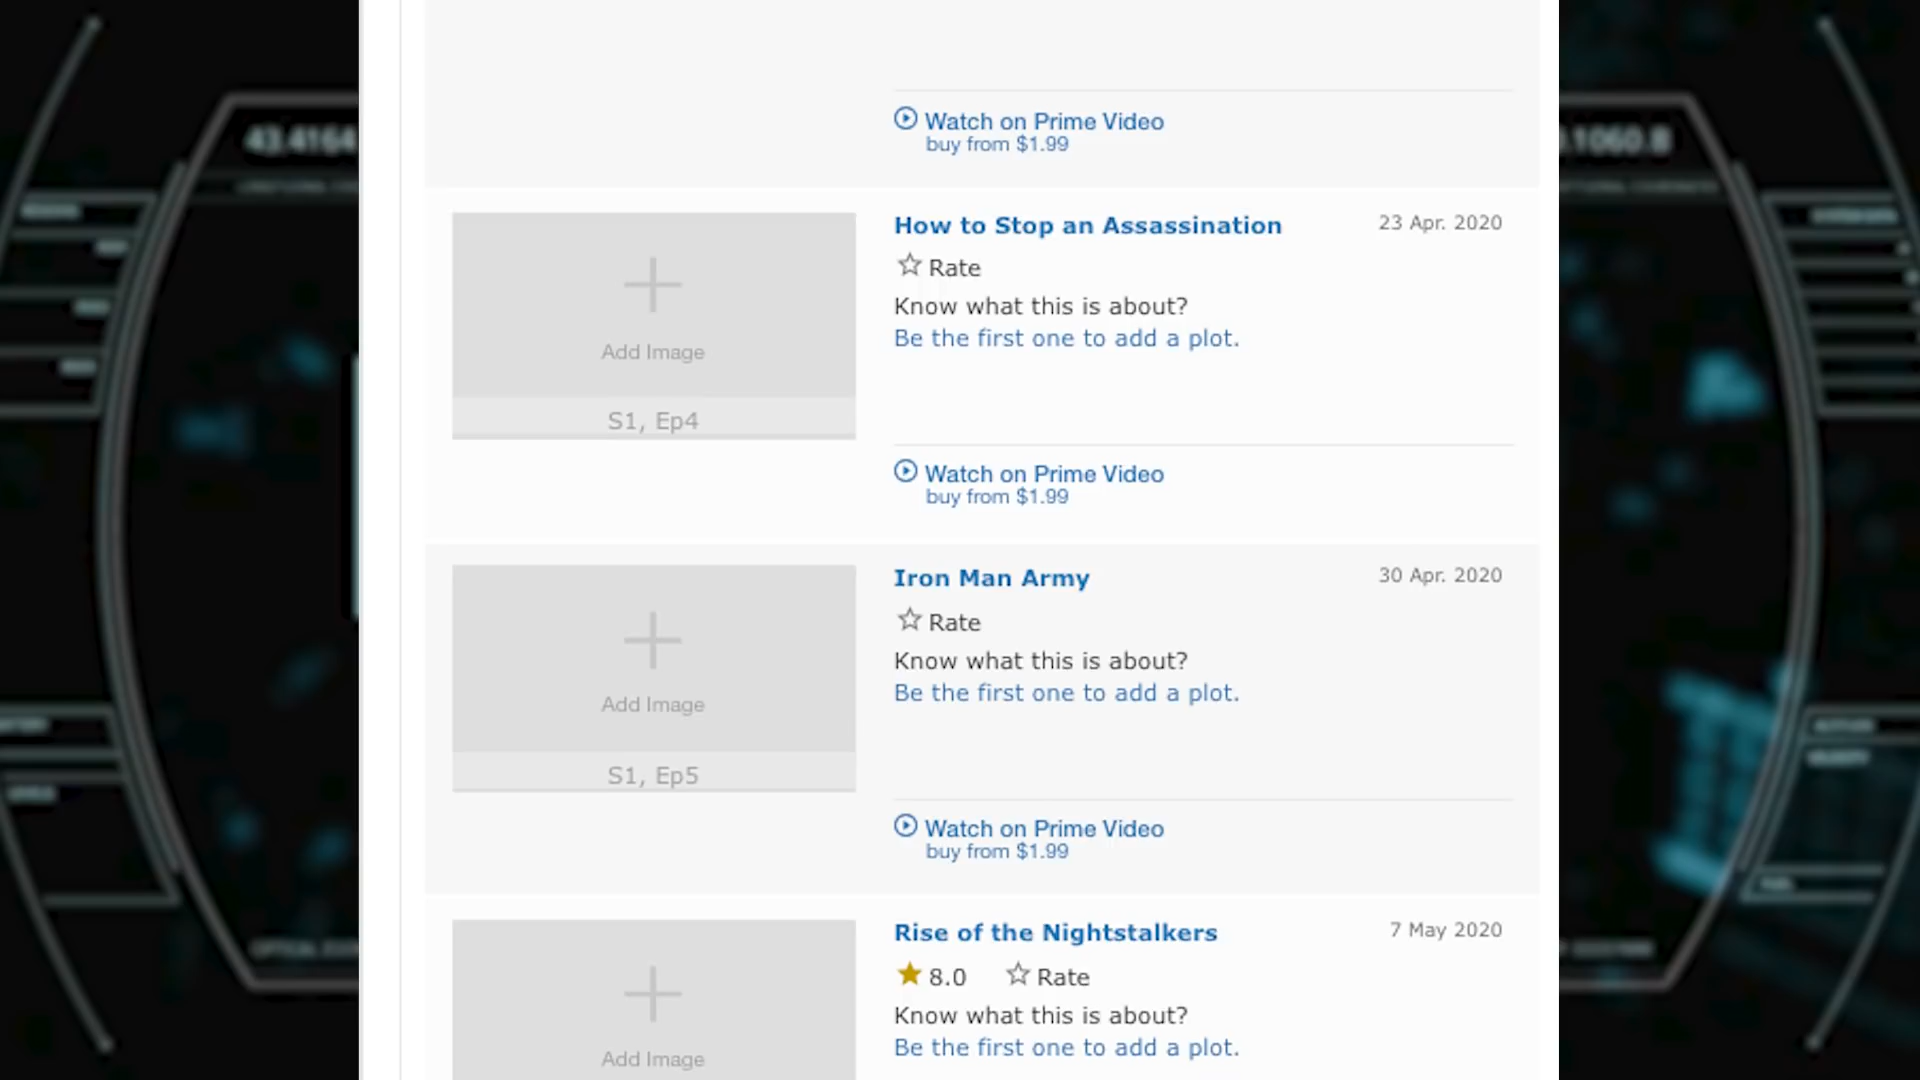 43.4164
.1060.B
Watch on Prime Video
buy from $1.99
How to Stop an Assassination
23 Apr. 2020
Rate
Know what this is about?
Be the first one to add a plot.
Add Image
S1, Ep4
Watch on Prime Video
buy from $1.99
Iron Man Army
30 Apr. 2020
Rate
Know what this is about?
Be the first one to add a plot.
Add Image
S1, Ep5
Watch on Prime Video
buy from $1.99
Rise of the Nightstalkers
7 May 2020
8.0 Rate
Know what this is about?
Be the first one to add a plot.
Add Image